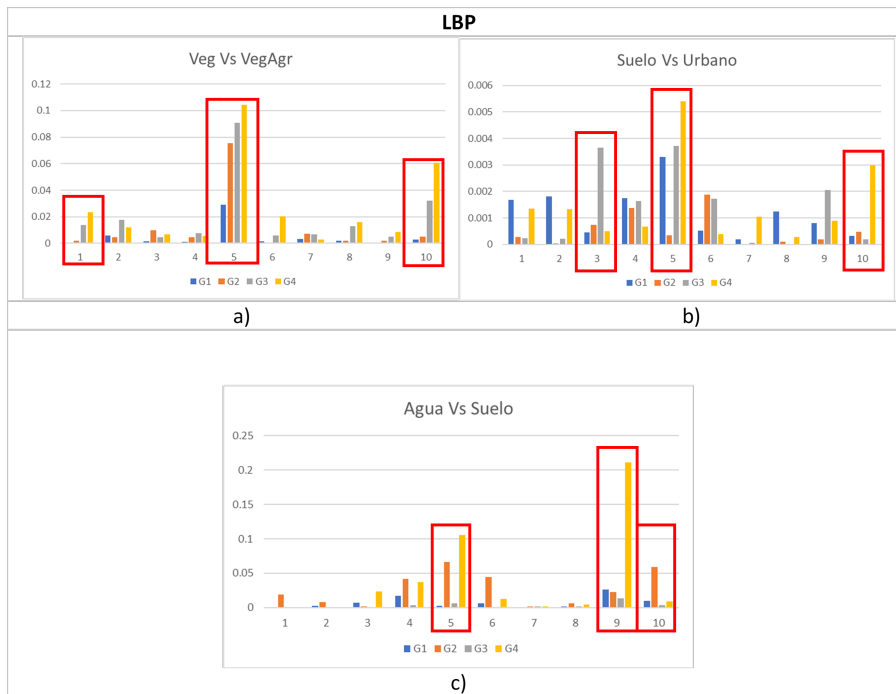 LBP
Veg Vs VegAgr
0.12
0.1
0.08
0.06
0.04
0.02
0
1 2 3 4 5 6 7 8 9 10
G1 G2 G3 G4
a)
Suelo Vs Urbano
0.006
0.005
0.004
0.003
0.002
0.001
0
1 2 3 4 5 6 7 8 9 10
G1 G2 G3 G4
b)
Agua Vs Suelo
0.25
0.2
0.15
0.1
0.05
0
1 2 3 4 5 6 7 8 9 10
G1 G2 G3 G4
c)